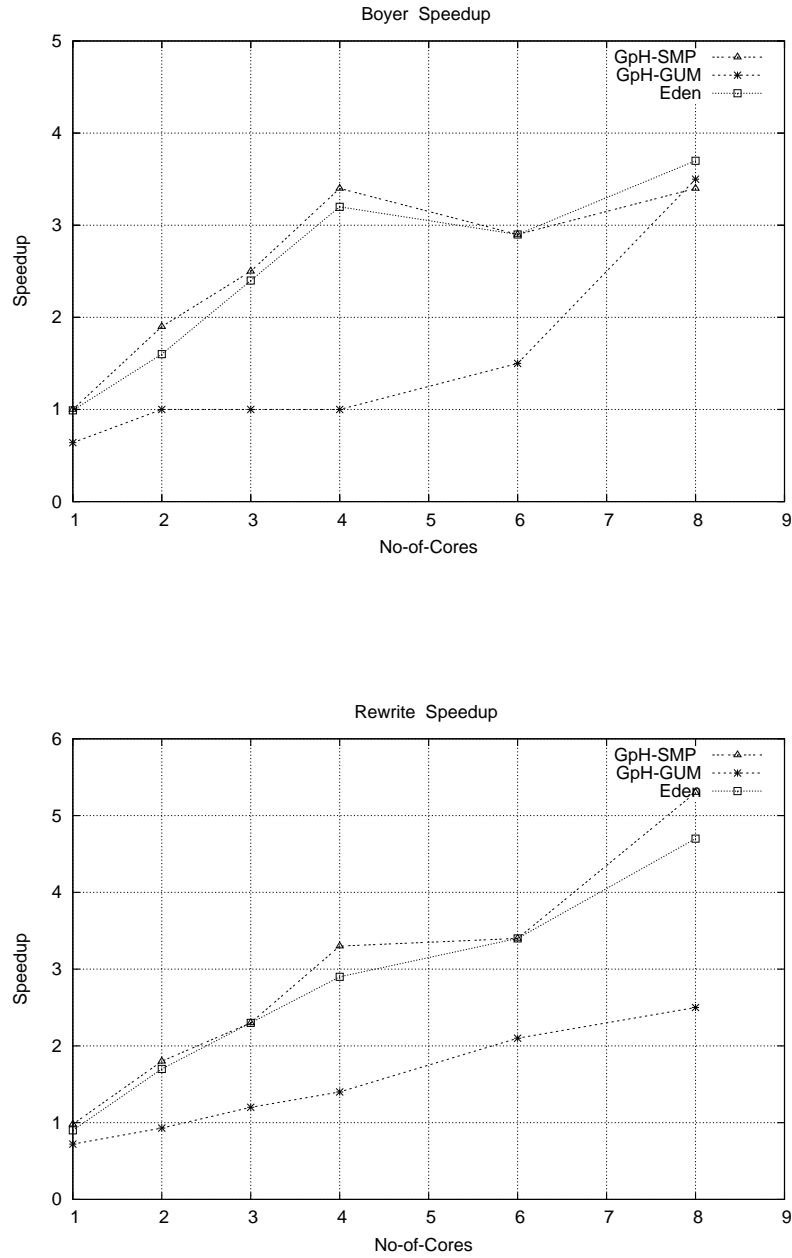 Boyer Speedup
5
4
3
2
1
0
Speedup
GpH-SMP
GpH-GUM
Eden
1 2 3 4 5 6 7 8 9
No-of-Cores
Rewrite Speedup
6
5
4
3
2
1
0
Speedup
GpH-SMP
GpH-GUM
Eden
1 2 3 4 5 6 7 8 9
No-of-Cores